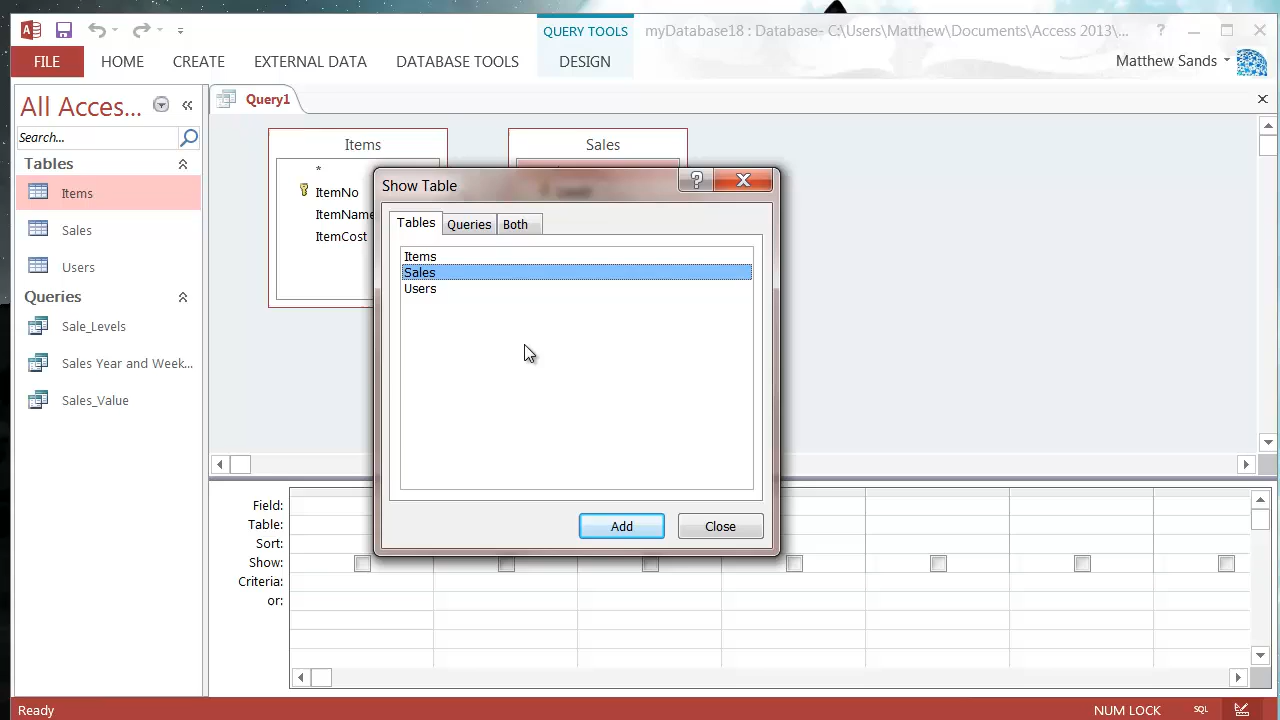 QUERY TOOLS
myDatabase18 : Database- C:\Users\Matthew\Documents\Access 2013\...
?
FILE
HOME
CREATE
EXTERNAL DATA
DATABASE TOOLS
DESIGN
Matthew Sands
All Acces...
Search...
Tables
Items
Sales
Users
Queries
Sale_Levels
Sales Year and Week...
Sales_Value
Query1
Items
*
ItemNo
ItemName
ItemCost
Sales
Show Table
?
Tables
Queries
Both
Items
Sales
Users
Add
Close
Field:
Table:
Sort:
Show:
Criteria:
or:
Ready
NUM LOCK
SQL